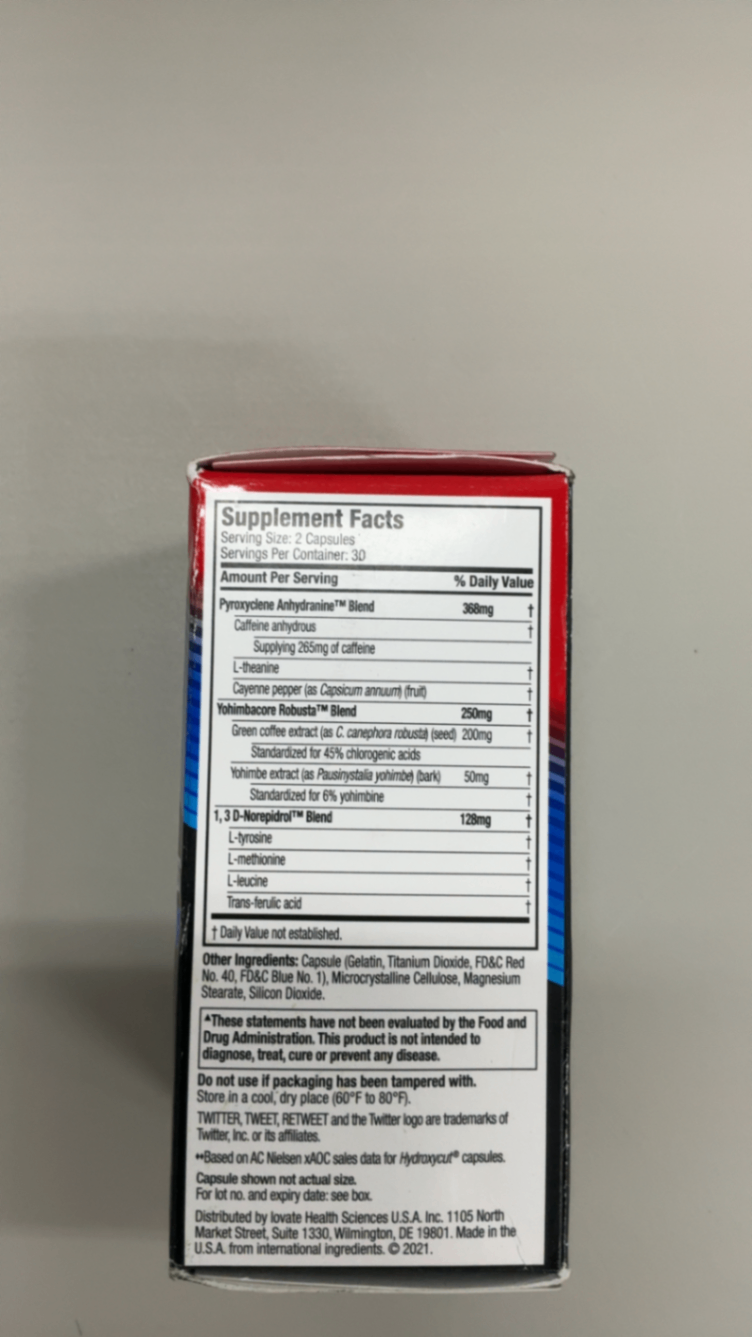 Supplement Facts
Serving Size: 2 Capsules
Servings Per Container: 30
Amount Per Serving % Daily Value
Pyroxyclene Anhydranine™ Blend 368mg †
Caffeine anhydrous †
Supplying 265mg of caffeine
L-theanine †
Cayenne pepper (as Capsicum annuum) (fruit) †
Yohimbacore Robusta™ Blend 250mg †
Green coffee extract (as C. canephora robusta) (seed) 200mg †
Standardized for 45% chlorogenic acids
Yohimbe extract (as Pausinystalia yohimbe) (bark) 50mg †
Standardized for 6% yohimbine †
1, 3 D-Norepidrol™ Blend 128mg †
L-tyrosine †
L-methionine †
L-leucine †
Trans-ferulic acid †
† Daily Value not established.
Other Ingredients: Capsule (Gelatin, Titanium Dioxide, FD&C Red
No. 40, FD&C Blue No. 1), Microcrystalline Cellulose, Magnesium
Stearate, Silicon Dioxide.
▲These statements have not been evaluated by the Food and
Drug Administration. This product is not intended to
diagnose, treat, cure or prevent any disease.
Do not use if packaging has been tampered with.
Store in a cool, dry place (60°F to 80°F).
TWITTER, TWEET, RETWEET and the Twitter logo are trademarks of
Twitter, Inc. or its affiliates.
**Based on AC Nielsen xAOC sales data for Hydroxycut® capsules.
Capsule shown not actual size.
For lot no. and expiry date: see box.
Distributed by Iovate Health Sciences U.S.A. Inc. 1105 North
Market Street, Suite 1330, Wilmington, DE 19801. Made in the
U.S.A. from international ingredients. © 2021.